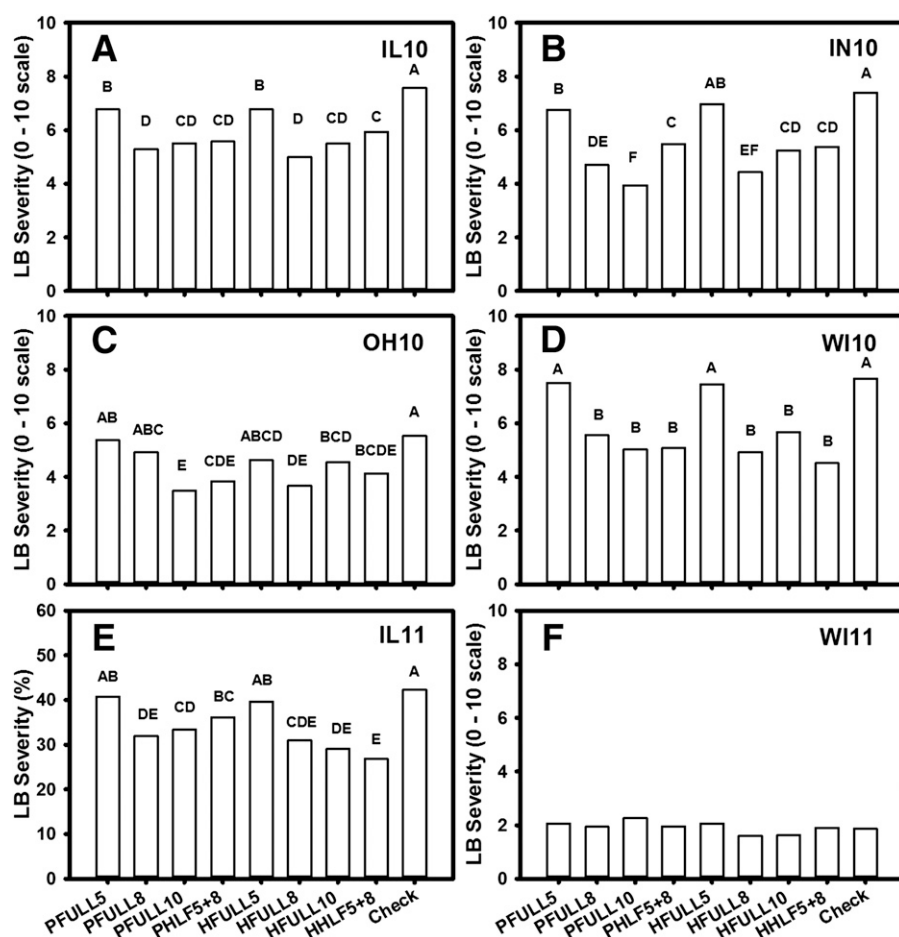 A
IL10
LB Severity (0 - 10 scale)
10
8
6
4
2
0
B
D
CD
CD
B
D
CD
C
A
B
IN10
LB Severity (0 - 10 scale)
10
8
6
4
2
0
B
DE
F
C
AB
EF
CD
CD
A
C
OH10
LB Severity (0 - 10 scale)
10
8
6
4
2
0
AB
ABC
E
CDE
ABCD
DE
BCD
BCDE
A
D
WI10
LB Severity (0 - 10 scale)
10
8
6
4
2
0
A
B
B
B
A
B
B
B
A
E
IL11
LB Severity (%)
60
50
40
30
20
10
0
AB
DE
CD
BC
AB
CDE
DE
E
A
PFULL5
PFULL8
PFULL10
PHLF5+8
HFULL5
HFULL8
HFULL10
HHLF5+8
Check
F
WI11
LB Severity (0 - 10 scale)
10
8
6
4
2
0
PFULL5
PFULL8
PFULL10
PHLF5+8
HFULL5
HFULL8
HFULL10
HHLF5+8
Check